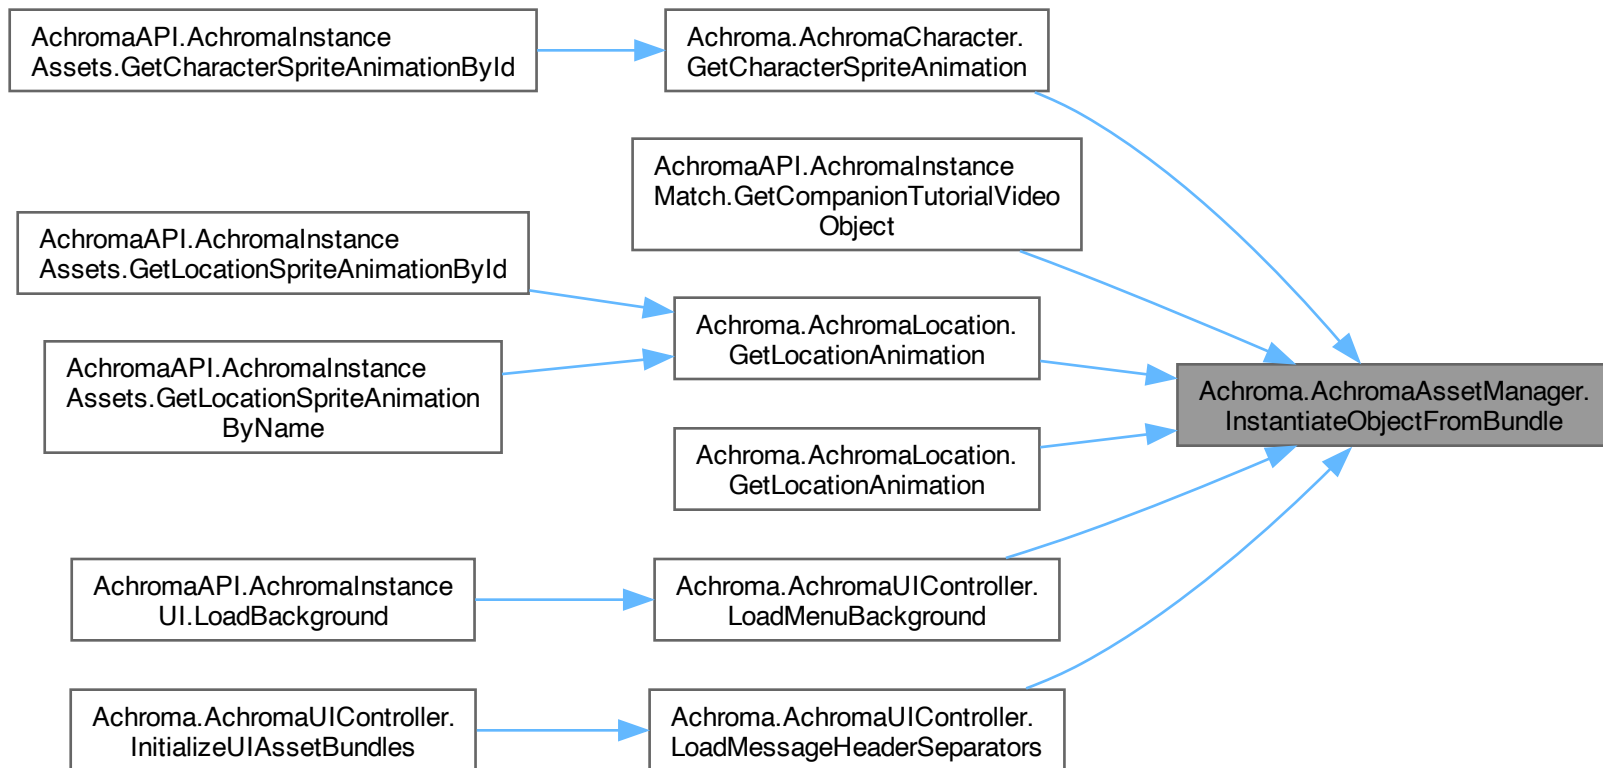 AchromaAPI.AchromaInstance
Assets.GetCharacterSpriteAnimationById
Achroma.AchromaCharacter.
GetCharacterSpriteAnimation
AchromaAPI.AchromaInstance
Match.GetCompanionTutorialVideo
Object
AchromaAPI.AchromaInstance
Assets.GetLocationSpriteAnimationById
Achroma.AchromaLocation.
GetLocationAnimation
AchromaAPI.AchromaInstance
Assets.GetLocationSpriteAnimation
ByName
Achroma.AchromaAssetManager.
InstantiateObjectFromBundle
Achroma.AchromaLocation.
GetLocationAnimation
AchromaAPI.AchromaInstance
UI.LoadBackground
Achroma.AchromaUIController.
LoadMenuBackground
Achroma.AchromaUIController.
InitializeUIAssetBundles
Achroma.AchromaUIController.
LoadMessageHeaderSeparators